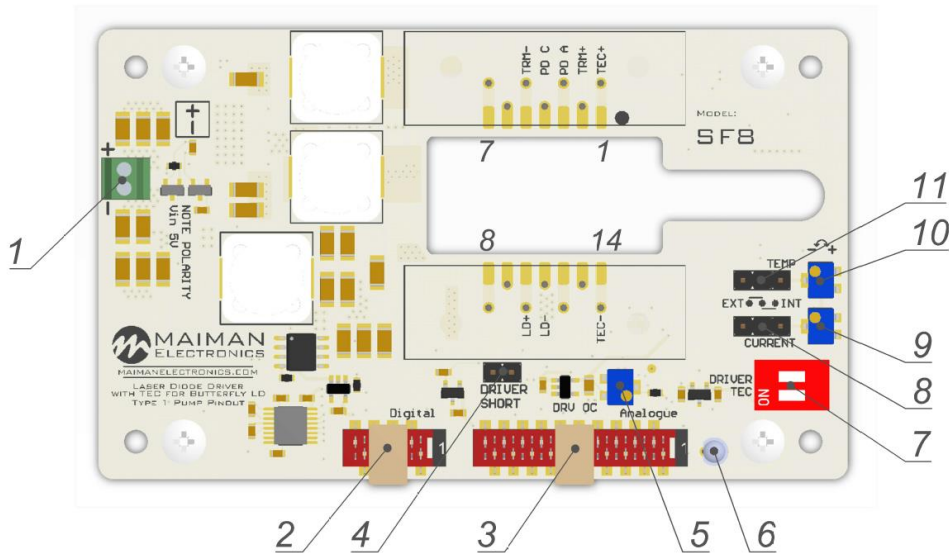 TRM-
PD C
PD A
TRM+
TEC+
MODEL:
SF8
7
1
+
-
+
-
NOTE POLARITY
Vin 5V
1
8
14
11
10
- +
TEMP
EXT INT
CURRENT
LD+
LD-
TEC-
MAIMAN
ELECTRONICS
MAIMANELECTRONICS.COM
LASER DIODE DRIVER
WITH TEC FOR BUTTERFLY LD
TYPE 1: PUMP PINOUT
DRIVER
SHORT
DRV OC
Digital
Analogue
DRIVER
TEC
ON
9
8
7
1
1
2
4
3
5
6